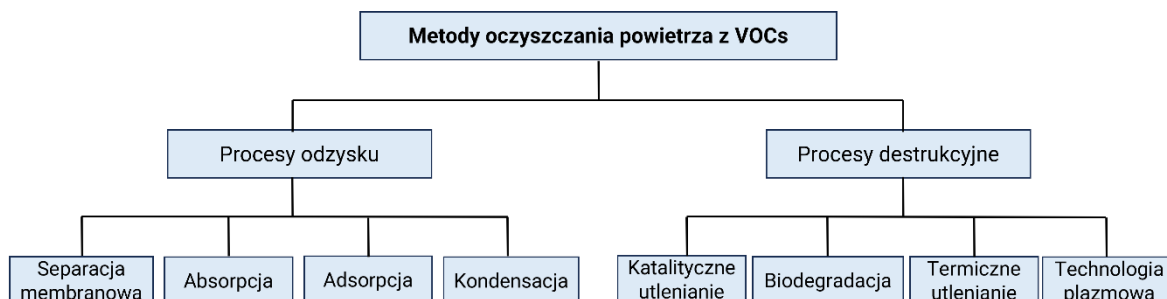 Metody oczyszczania powietrza z VOCs
Procesy odzysku
Procesy destrukcyjne
Separacja
membranowa
Absorpcja
Adsorpcja
Kondensacja
Katalityczne
utlenianie
Biodegradacja
Termiczne
utlenianie
Technologia
plazmowa